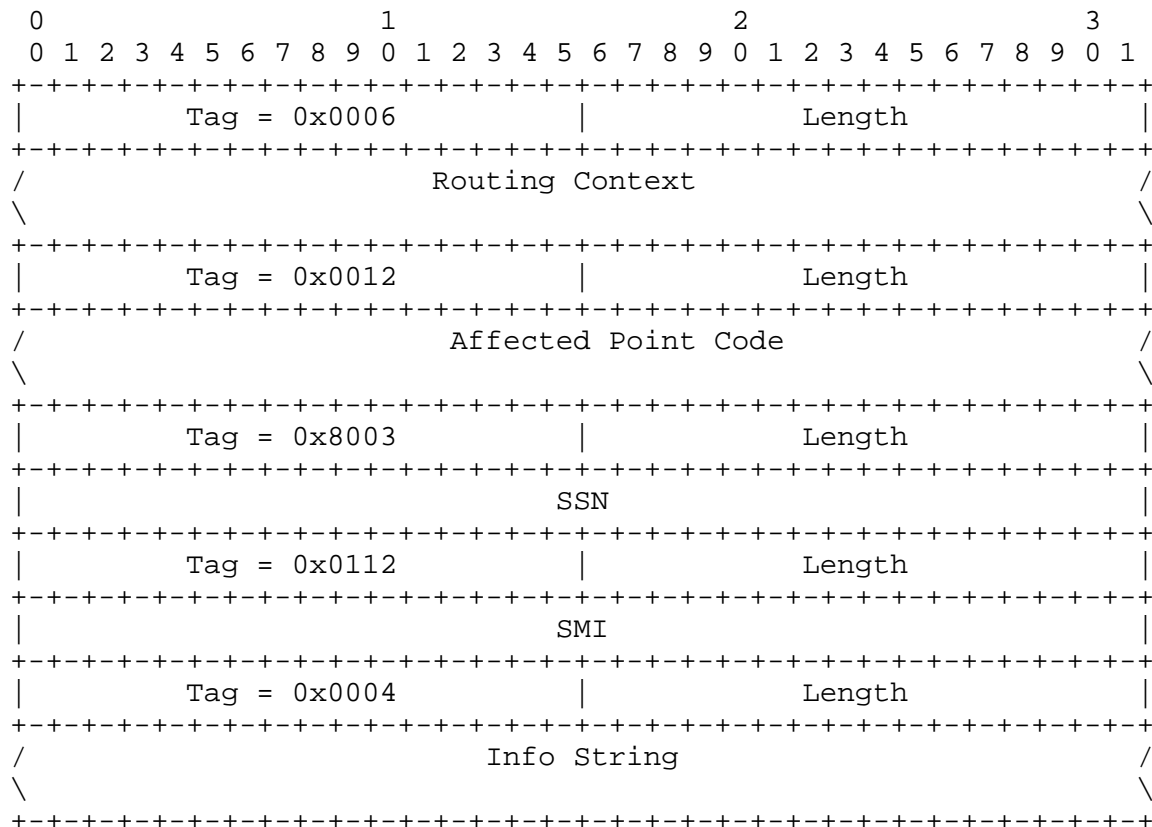 0                   1                   2                   3
 0 1 2 3 4 5 6 7 8 9 0 1 2 3 4 5 6 7 8 9 0 1 2 3 4 5 6 7 8 9 0 1
+-+-+-+-+-+-+-+-+-+-+-+-+-+-+-+-+-+-+-+-+-+-+-+-+-+-+-+-+-+-+-+-+
|         Tag = 0x0006          |            Length             |
+-+-+-+-+-+-+-+-+-+-+-+-+-+-+-+-+-+-+-+-+-+-+-+-+-+-+-+-+-+-+-+-+
/                       Routing Context                         /
\                                                               \
+-+-+-+-+-+-+-+-+-+-+-+-+-+-+-+-+-+-+-+-+-+-+-+-+-+-+-+-+-+-+-+-+
|         Tag = 0x0012          |            Length             |
+-+-+-+-+-+-+-+-+-+-+-+-+-+-+-+-+-+-+-+-+-+-+-+-+-+-+-+-+-+-+-+-+
/                        Affected Point Code                    /
\                                                               \
+-+-+-+-+-+-+-+-+-+-+-+-+-+-+-+-+-+-+-+-+-+-+-+-+-+-+-+-+-+-+-+-+
|         Tag = 0x8003          |            Length             |
+-+-+-+-+-+-+-+-+-+-+-+-+-+-+-+-+-+-+-+-+-+-+-+-+-+-+-+-+-+-+-+-+
|                              SSN                              |
+-+-+-+-+-+-+-+-+-+-+-+-+-+-+-+-+-+-+-+-+-+-+-+-+-+-+-+-+-+-+-+-+
|         Tag = 0x0112          |            Length             |
+-+-+-+-+-+-+-+-+-+-+-+-+-+-+-+-+-+-+-+-+-+-+-+-+-+-+-+-+-+-+-+-+
|                              SMI                              |
+-+-+-+-+-+-+-+-+-+-+-+-+-+-+-+-+-+-+-+-+-+-+-+-+-+-+-+-+-+-+-+-+
|         Tag = 0x0004          |            Length             |
+-+-+-+-+-+-+-+-+-+-+-+-+-+-+-+-+-+-+-+-+-+-+-+-+-+-+-+-+-+-+-+-+
/                          Info String                          /
\                                                               \
+-+-+-+-+-+-+-+-+-+-+-+-+-+-+-+-+-+-+-+-+-+-+-+-+-+-+-+-+-+-+-+-+